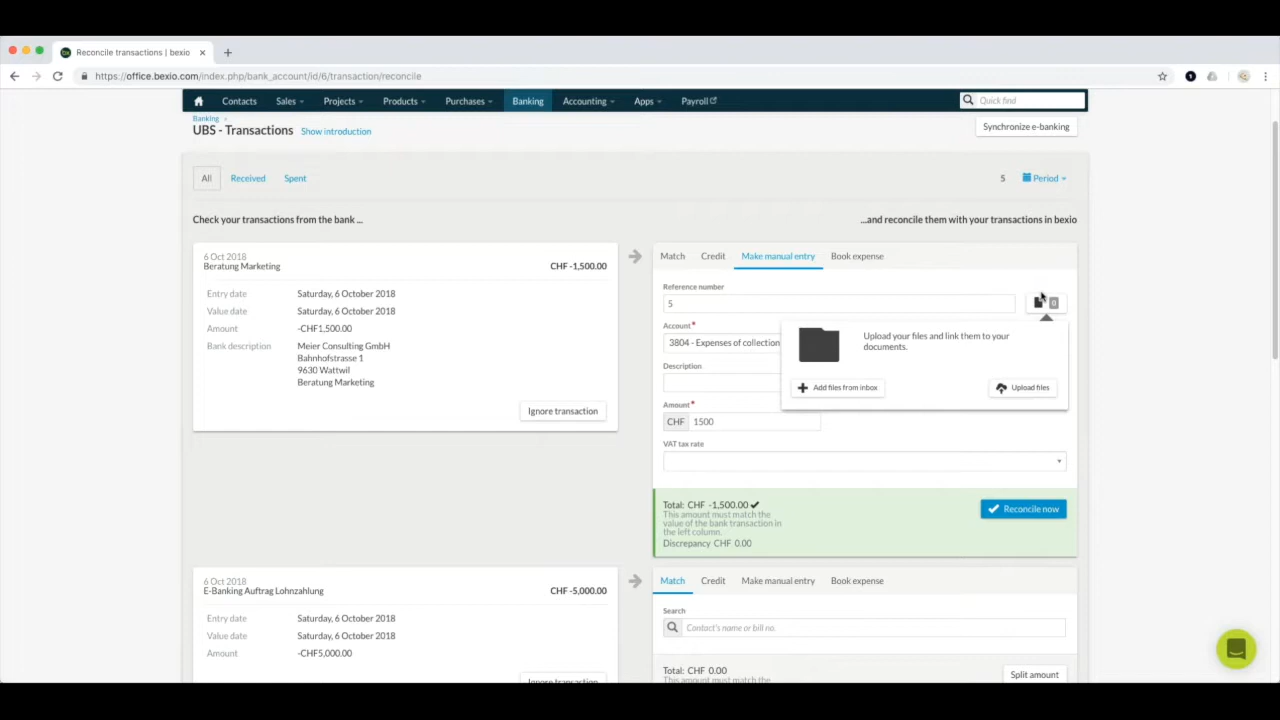 Reconcile transactions | bexio
https://office.bexio.com/index.php/bank_account/id/6/transaction/reconcile
Contacts Sales Projects Products Purchases Banking Accounting Apps Payroll Quick find
Banking
UBS - Transactions Show introduction Synchronize e-banking
All Received Spent 5 Period
Check your transactions from the bank ... ...and reconcile them with your transactions in bexio
6 Oct 2018
Beratung Marketing CHF -1,500.00
Entry date Saturday, 6 October 2018
Value date Saturday, 6 October 2018
Amount -CHF1,500.00
Bank description Meier Consulting GmbH
Bahnhofstrasse 1
9630 Wattwil
Beratung Marketing
Ignore transaction
Match Credit Make manual entry Book expense
Reference number
5 0
Account*
3804 - Expenses of collection
Upload your files and link them to your
documents.
Add files from inbox Upload files
Description
Amount*
CHF 1500
VAT tax rate
Total: CHF -1,500.00
This amount must match the
value of the bank transaction in
the left column.
Discrepancy CHF 0.00
Reconcile now
6 Oct 2018
E-Banking Auftrag Lohnzahlung CHF -5,000.00
Entry date Saturday, 6 October 2018
Value date Saturday, 6 October 2018
Amount -CHF5,000.00
Ignore transaction
Match Credit Make manual entry Book expense
Search
Contact's name or bill no.
Total: CHF 0.00
This amount must match the
Split amount